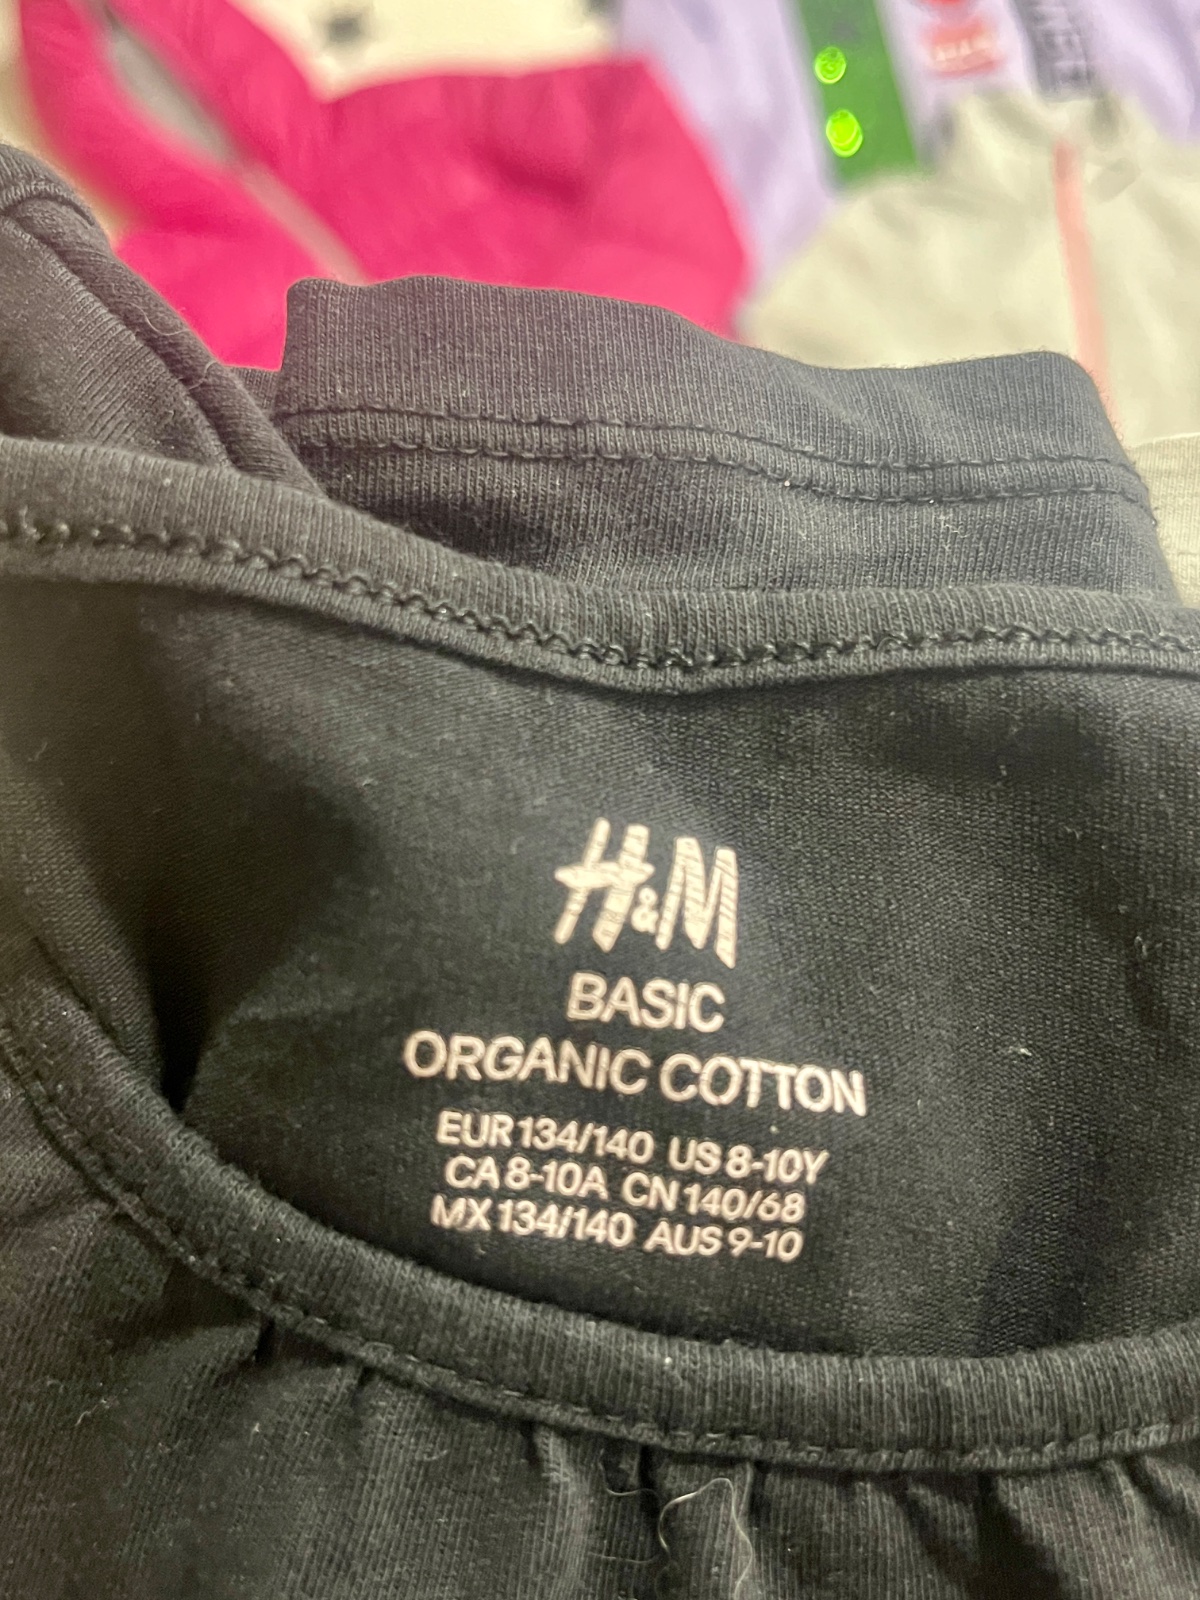 H&M
BASIC
ORGANIC COTTON
EUR 134/140 US 8-10Y
CA 8-10A CN 140/68
MX 134/140 AUS 9-10